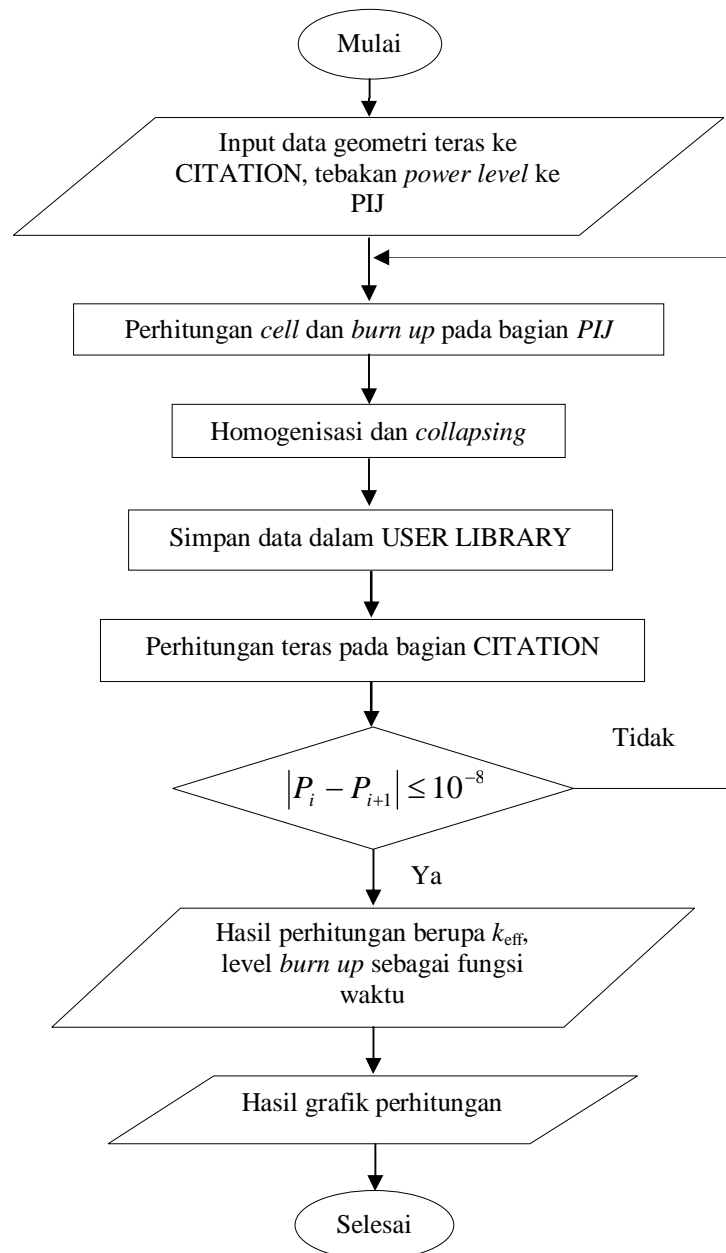 Mulai
Input data geometri teras ke
CITATION, tebakan power level ke
PIJ
Perhitungan cell dan burn up pada bagian PIJ
Homogenisasi dan collapsing
Simpan data dalam USER LIBRARY
Perhitungan teras pada bagian CITATION
Tidak
|P_i − P_{i+1}| ≤ 10^{−8}
Ya
Hasil perhitungan berupa k_eff,
level burn up sebagai fungsi
waktu
Hasil grafik perhitungan
Selesai